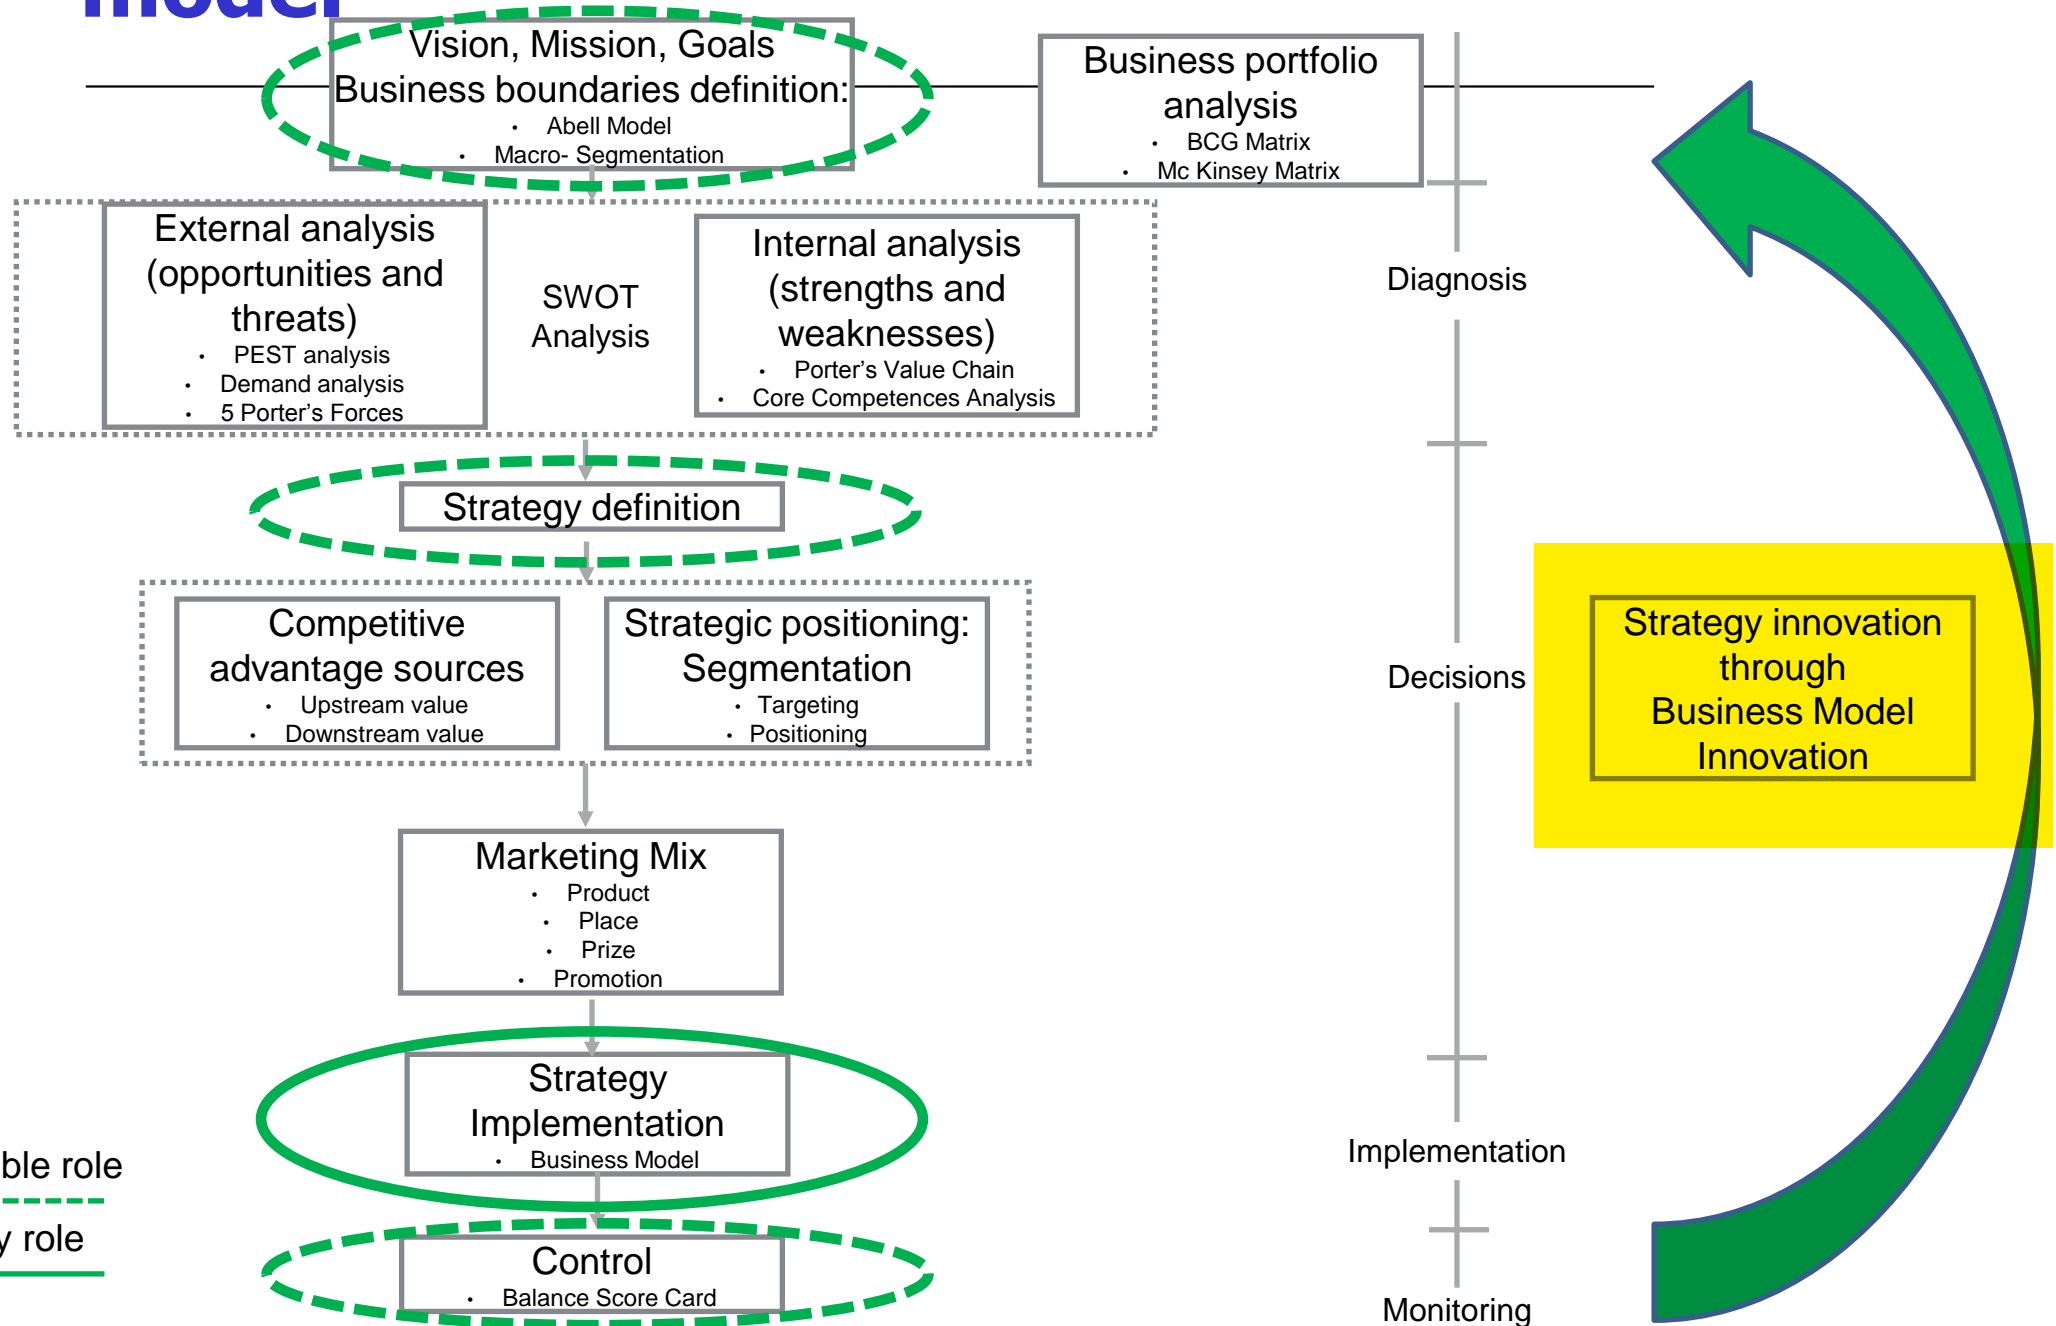 model
Vision, Mission, Goals
Business boundaries definition:
• Abell Model
• Macro- Segmentation
Business portfolio
analysis
• BCG Matrix
• Mc Kinsey Matrix
External analysis
(opportunities and
threats)
• PEST analysis
• Demand analysis
• 5 Porter's Forces
SWOT
Analysis
Internal analysis
(strengths and
weaknesses)
• Porter's Value Chain
• Core Competences Analysis
Diagnosis
Strategy definition
Competitive
advantage sources
• Upstream value
• Downstream value
Strategic positioning:
Segmentation
• Targeting
• Positioning
Decisions
Strategy innovation
through
Business Model
Innovation
Marketing Mix
• Product
• Place
• Prize
• Promotion
Strategy
Implementation
• Business Model
Implementation
ble role
y role
Control
• Balance Score Card
Monitoring